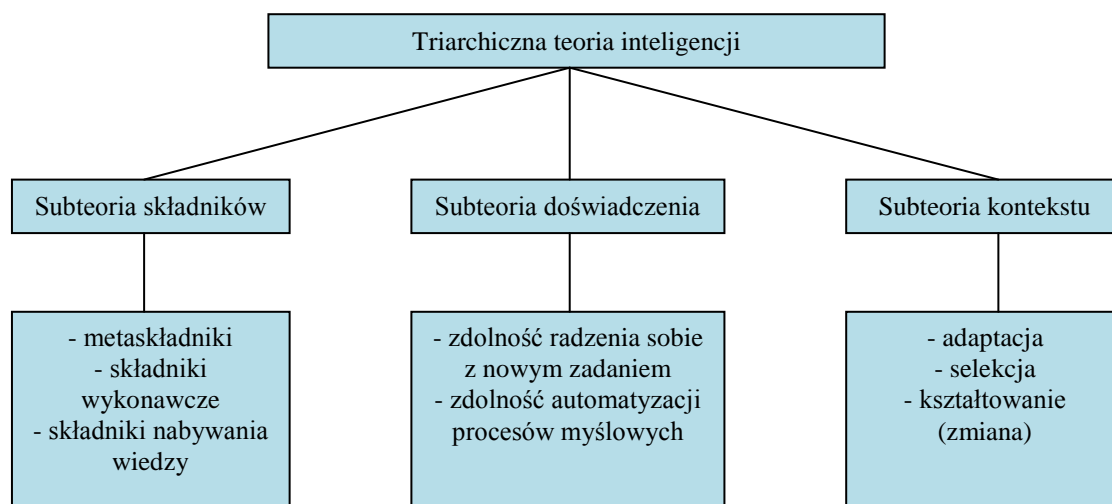 Triarchiczna teoria inteligencji
Subteoria składników
Subteoria doświadczenia
Subteoria kontekstu
- metaskładniki
- składniki
wykonawcze
- składniki nabywania
wiedzy
- zdolność radzenia sobie
z nowym zadaniem
- zdolność automatyzacji
procesów myślowych
- adaptacja
- selekcja
- kształtowanie
(zmiana)